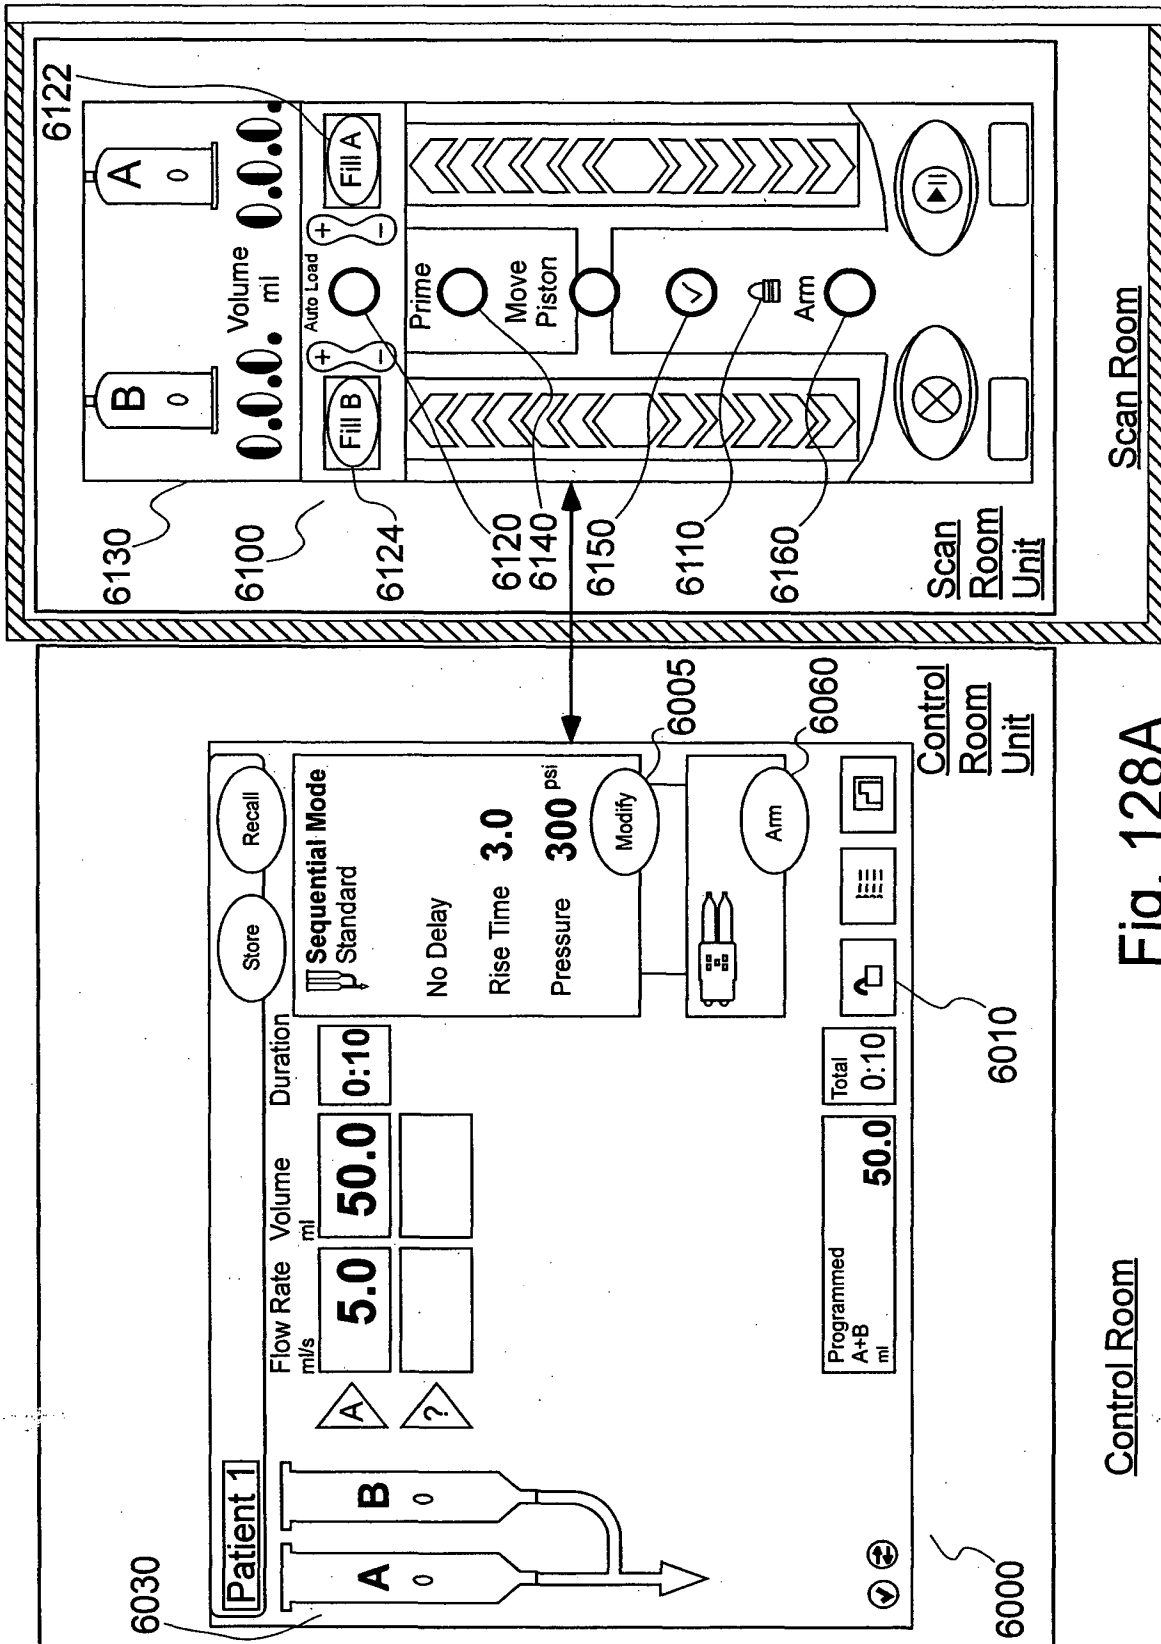 6030
Patient 1
Store
Recall
A
0
B
0
Flow Rate
ml/s
Volume
ml
Duration
A
5.0
50.0
0:10
?
Sequential Mode
Standard
No Delay
Rise Time 3.0
Pressure 300 psi
Modify
6005
Arm
6060
Programmed
A+B
ml
50.0
Total
0:10
6010
6000
Control
Room
Unit
Control Room
6130
6100
6124
6120
6140
6150
6110
6160
6122
B
0
A
0
Volume
ml
0.0.
0.0.
Fill B
+
-
Auto Load
+
-
Fill A
Prime
Move
Piston
Arm
Scan
Room
Unit
Scan Room
Fig. 128A